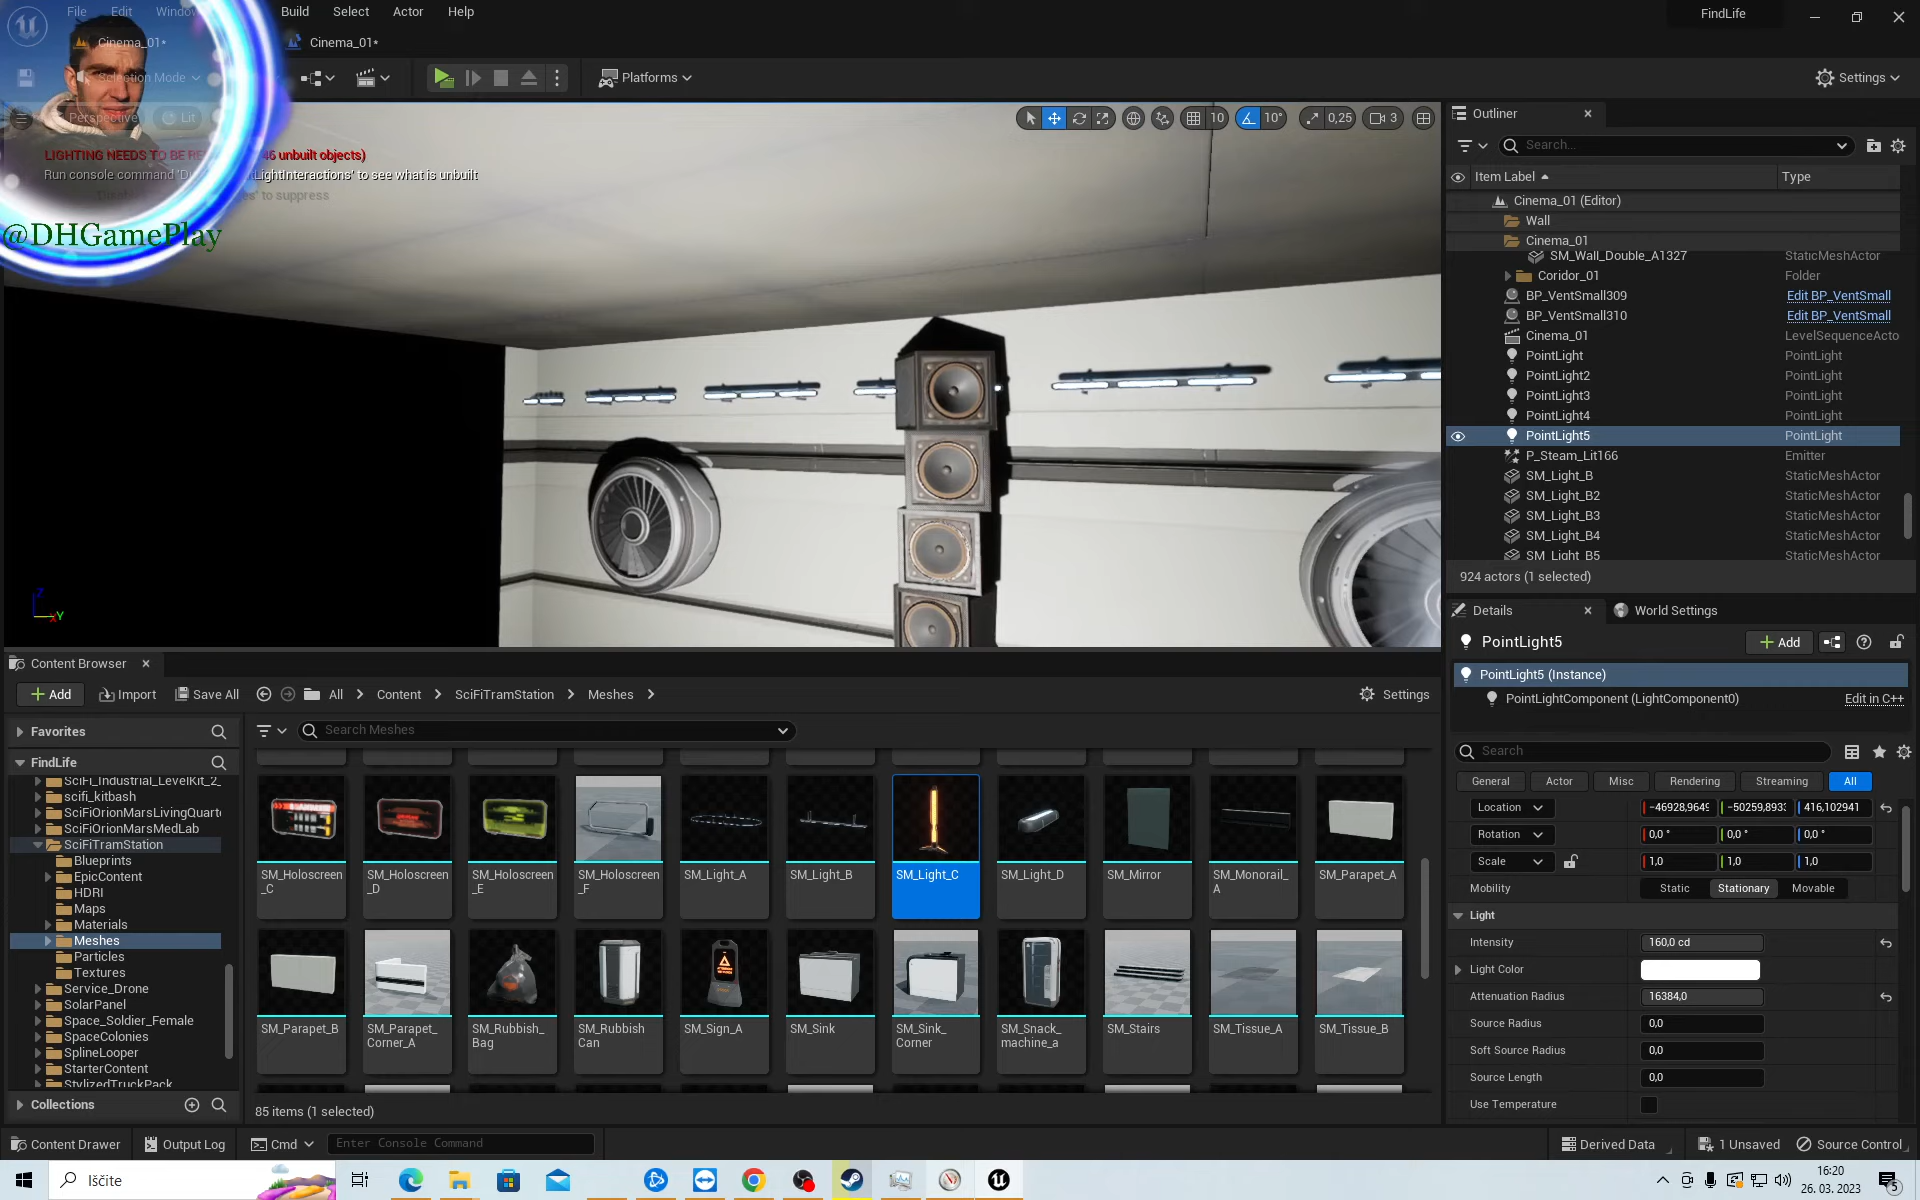 File Edit Window Build Select Actor Help
FindLife
Cinema_01* Cinema_01*
Selection Mode Platforms Settings
Perspective Lit 10 10° 0,25 3
LIGHTING NEEDS TO BE RE 46 unbuilt objects)
Run console command 'Du LightInteractions' to see what is unbuilt
' to suppress
@DHGamePlay
Outliner
Search...
Item Label Type
Cinema_01 (Editor)
Wall
Cinema_01
SM_Wall_Double_A1327 StaticMeshActor
Coridor_01 Folder
BP_VentSmall309 Edit BP_VentSmall
BP_VentSmall310 Edit BP_VentSmall
Cinema_01 LevelSequenceActo
PointLight PointLight
PointLight2 PointLight
PointLight3 PointLight
PointLight4 PointLight
PointLight5 PointLight
P_Steam_Lit166 Emitter
SM_Light_B StaticMeshActor
SM_Light_B2 StaticMeshActor
SM_Light_B3 StaticMeshActor
SM_Light_B4 StaticMeshActor
SM_Light_B5 StaticMeshActor
924 actors (1 selected)
Details World Settings
PointLight5 Add
PointLight5 (Instance)
PointLightComponent (LightComponent0) Edit in C++
Search
General Actor Misc Rendering Streaming All
Location -46928,9649 -50259,8933 416,102941
Rotation 0,0 ° 0,0 ° 0,0 °
Scale 1,0 1,0 1,0
Mobility Static Stationary Movable
Light
Intensity 160,0 cd
Light Color
Attenuation Radius 16384,0
Source Radius 0,0
Soft Source Radius 0,0
Source Length 0,0
Use Temperature
Content Browser
Add Import Save All All Content SciFiTramStation Meshes Settings
Favorites
FindLife
SciFi_Industrial_LevelKit_2_
scifi_kitbash
SciFiOrionMarsLivingQuarte
SciFiOrionMarsMedLab
SciFiTramStation
Blueprints
EpicContent
HDRI
Maps
Materials
Meshes
Particles
Textures
Service_Drone
SolarPanel
Space_Soldier_Female
SpaceColonies
SplineLooper
StarterContent
StylizedTruckPack
Collections
Search Meshes
SM_Holoscreen_C SM_Holoscreen_D SM_Holoscreen_E SM_Holoscreen_F SM_Light_A SM_Light_B SM_Light_C SM_Light_D SM_Mirror SM_Monorail_A SM_Parapet_A
SM_Parapet_B SM_Parapet_Corner_A SM_Rubbish_Bag SM_Rubbish Can SM_Sign_A SM_Sink SM_Sink_Corner SM_Snack_machine_a SM_Stairs SM_Tissue_A SM_Tissue_B
85 items (1 selected)
Content Drawer Output Log Cmd Enter Console Command Derived Data 1 Unsaved Source Control
Iščite
16:20
26. 03. 2023
5